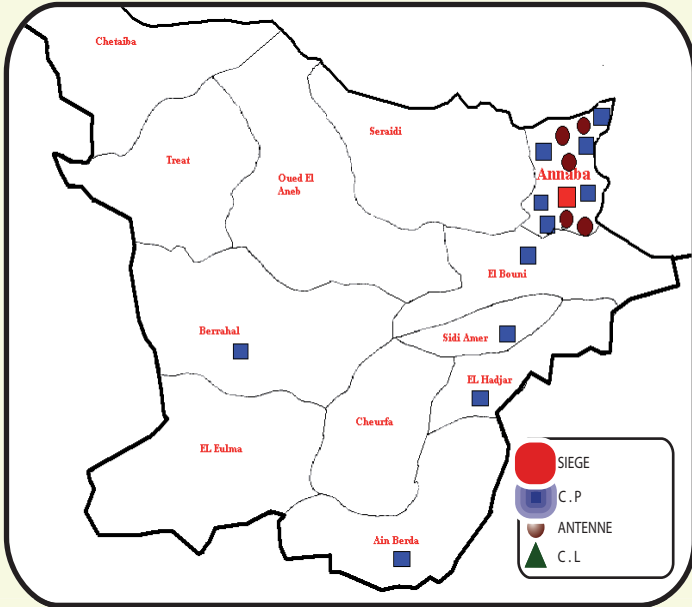 Chetaiba
Seraidi
Treat
Oued El
Aneb
Annaba
El Bouni
Berrahal
Sidi Amer
EL Hadjar
Cheurfa
EL Eulma
Ain Berda
SIEGE
C.P
ANTENNE
C.L